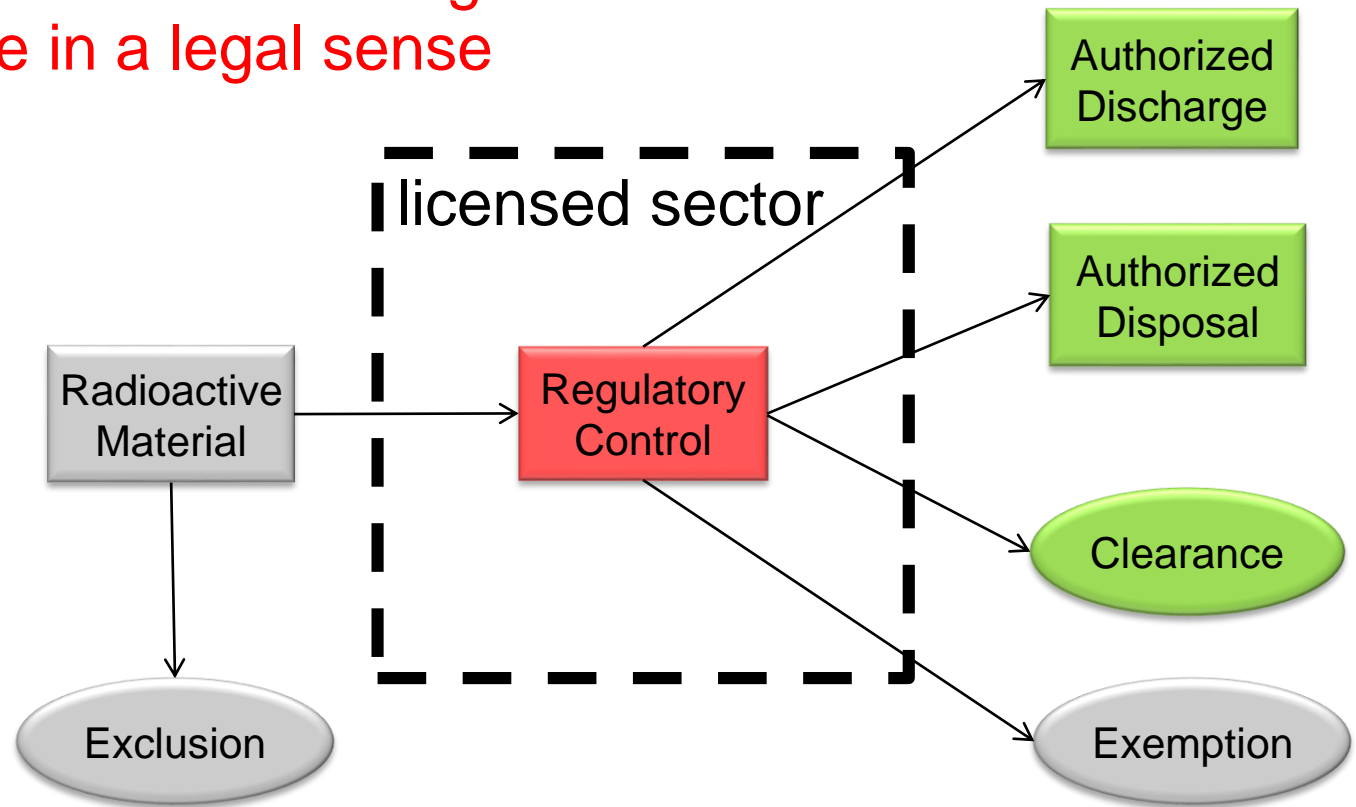 e in a legal sense
Authorized
Discharge
licensed sector
Authorized
Disposal
Radioactive
Material
Regulatory
Control
Clearance
Exclusion
Exemption